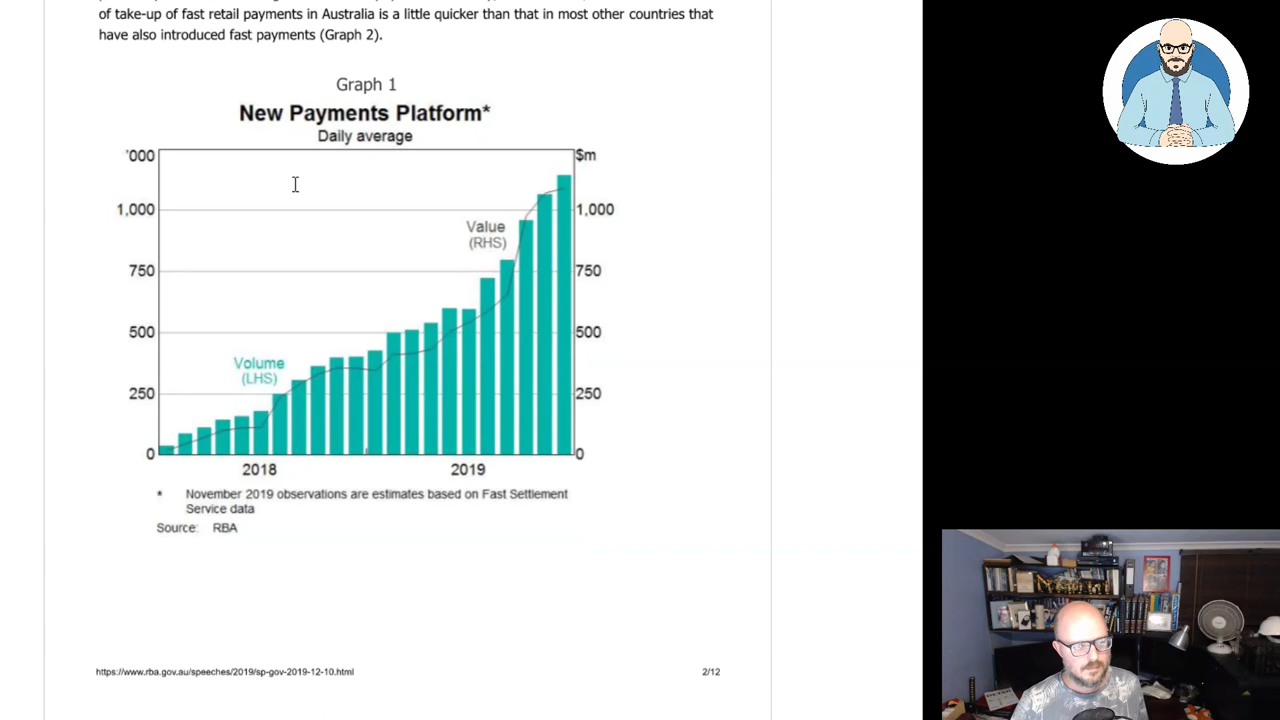 of take-up of fast retail payments in Australia is a little quicker than that in most other countries that
have also introduced fast payments (Graph 2).
Graph 1
New Payments Platform*
Daily average
'000
$m
1,000
1,000
Value
(RHS)
750
750
500
500
Volume
(LHS)
250
250
0
0
2018
2019
* November 2019 observations are estimates based on Fast Settlement
Service data
Source: RBA
https://www.rba.gov.au/speeches/2019/sp-gov-2019-12-10.html
2/12